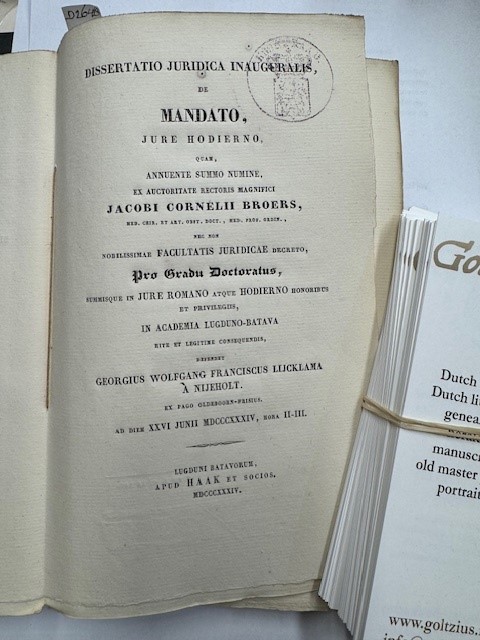 D264
DISSERTATIO JURIDICA INAUGURALIS,
DE
MANDATO,
JURE HODIERNO,
QUAM,
ANNUENTE SUMMO NUMINE,
EX AUCTORITATE RECTORIS MAGNIFICI
JACOBI CORNELII BROERS,
MED. CHIR. ET ART. OBST. DOCT., MED. PROF. ORDIN.,
NEC NON
NOBILISSIMAE FACULTATIS JURIDICAE DECRETO,
Pro Gradu Doctoratus,
SUMMISQUE IN JURE ROMANO ATQUE HODIERNO HONORIBUS
ET PRIVILEGIIS,
IN ACADEMIA LUGDUNO-BATAVA
RITE ET LEGITIME CONSEQUENDIS,
DEFENDET
GEORGIUS WOLFGANG FRANCISCUS LIJCKLAMA
À NIJEHOLT.
EX PAGO OLDEBOORN-FRISIUS.
AD DIEM XXVI JUNII MDCCCXXXIV, HORA II-III.
LUGDUNI BATAVORUM,
APUD HAAK ET SOCIOS,
MDCCCXXXIV.
Go
Dutch
Dutch li
genea
manusc
old master
portrait
www.goltzius.